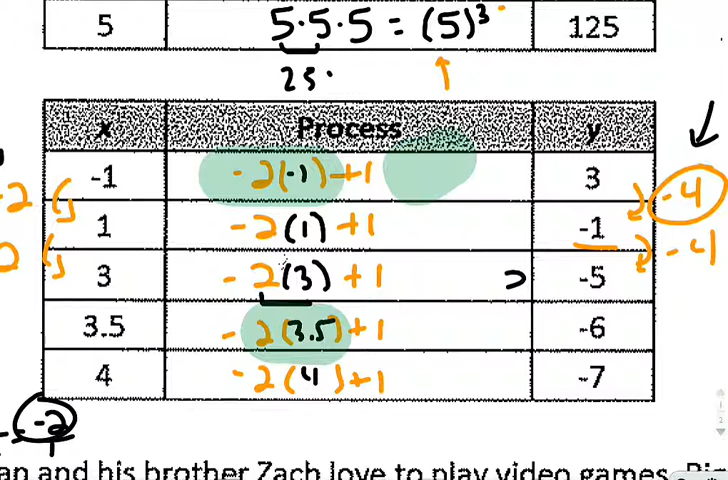 5 5·5·5 = (5)³ 125
25·
x Process y
-1 -2(-1)+1 3 -4
-2
1 -2(1)+1 -1
3 -2(3)+1 -5 -4
3.5 -2(3.5)+1 -6
4 -2(4)+1 -7
-2
1
an and his brother Zach love to play video games.